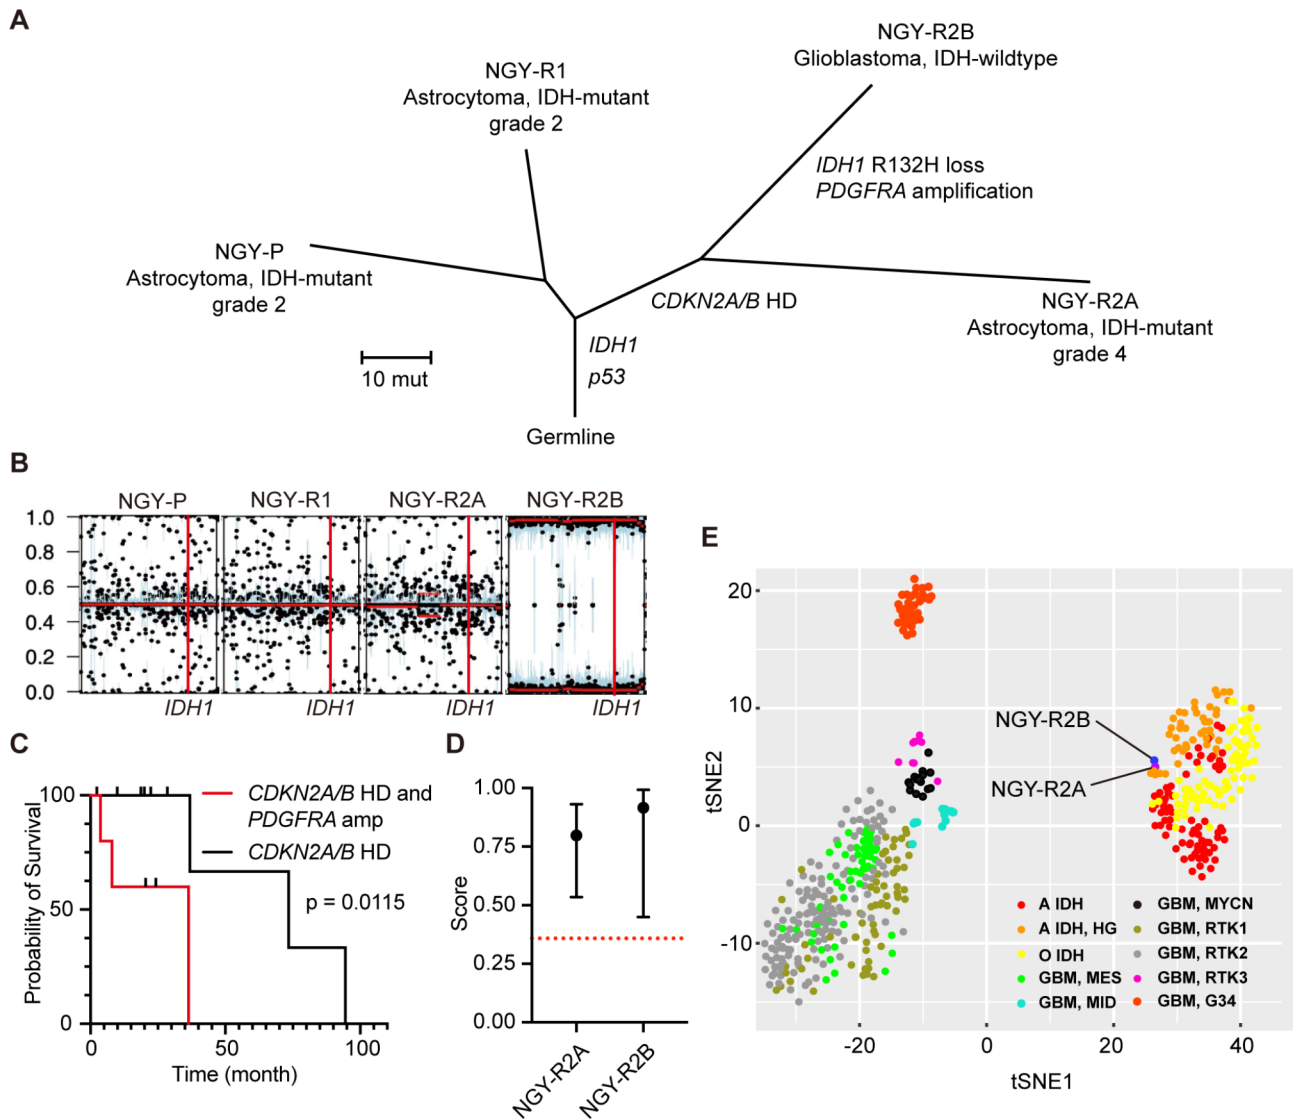 A
NGY-R2B
Glioblastoma, IDH-wildtype
NGY-R1
Astrocytoma, IDH-mutant
grade 2
IDH1 R132H loss
PDGFRA amplification
NGY-P
Astrocytoma, IDH-mutant
grade 2
CDKN2A/B HD
NGY-R2A
Astrocytoma, IDH-mutant
grade 4
IDH1
p53
10 mut
Germline
B
NGY-P NGY-R1 NGY-R2A NGY-R2B
1.0
0.8
0.6
0.4
0.2
0.0
IDH1 IDH1 IDH1 IDH1
C
CDKN2A/B HD and
PDGFRA amp
CDKN2A/B HD
p = 0.0115
Probability of Survival
100
50
0
0 50 100
Time (month)
D
Score
1.00
0.75
0.50
0.25
0.00
NGY-R2A
NGY-R2B
E
tSNE2
20
10
0
-10
NGY-R2B
NGY-R2A
A IDH
A IDH, HG
O IDH
GBM, MES
GBM, MID
GBM, MYCN
GBM, RTK1
GBM, RTK2
GBM, RTK3
GBM, G34
-20 0 20 40
tSNE1